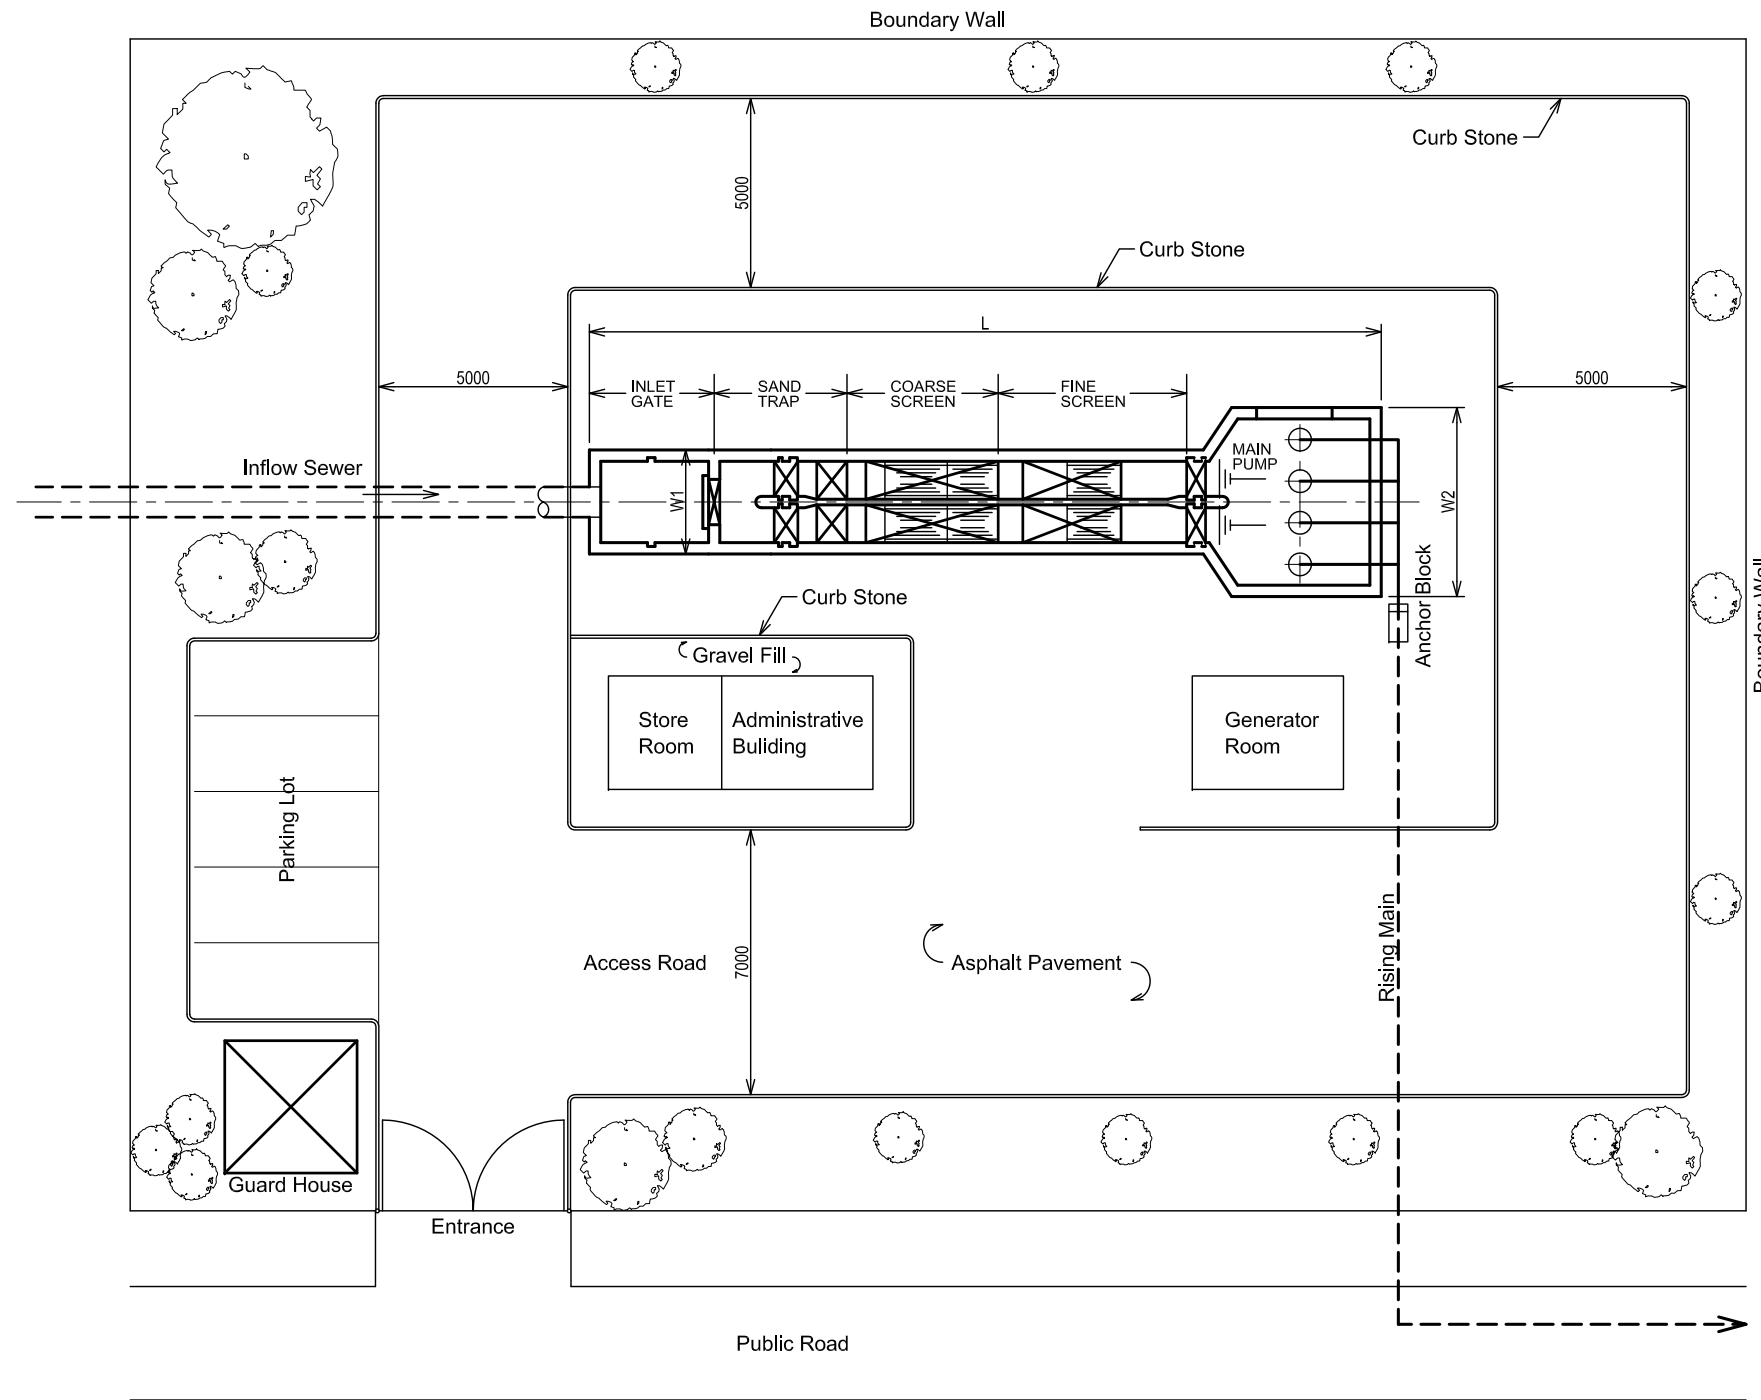 Boundary Wall
Curb Stone
5000
Curb Stone
L
5000
INLET
GATE
SAND
TRAP
COARSE
SCREEN
FINE
SCREEN
5000
Inflow Sewer
MAIN
PUMP
W1
W2
Anchor Block
Boundary Wall
Curb Stone
Gravel Fill
Store
Room
Administrative
Buliding
Generator
Room
Parking Lot
Rising Main
Access Road
7000
Asphalt Pavement
Guard House
Entrance
Public Road